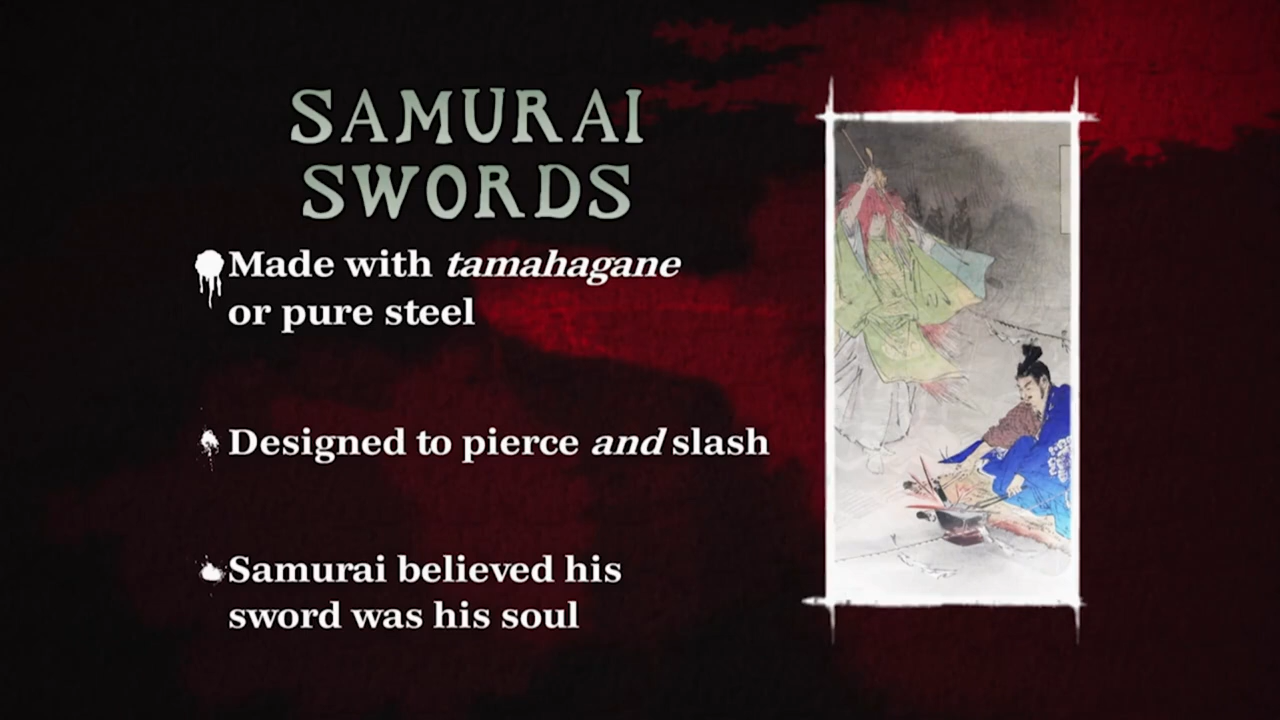 SAMURAI
SWORDS
Made with tamahagane
or pure steel
Designed to pierce and slash
Samurai believed his
sword was his soul